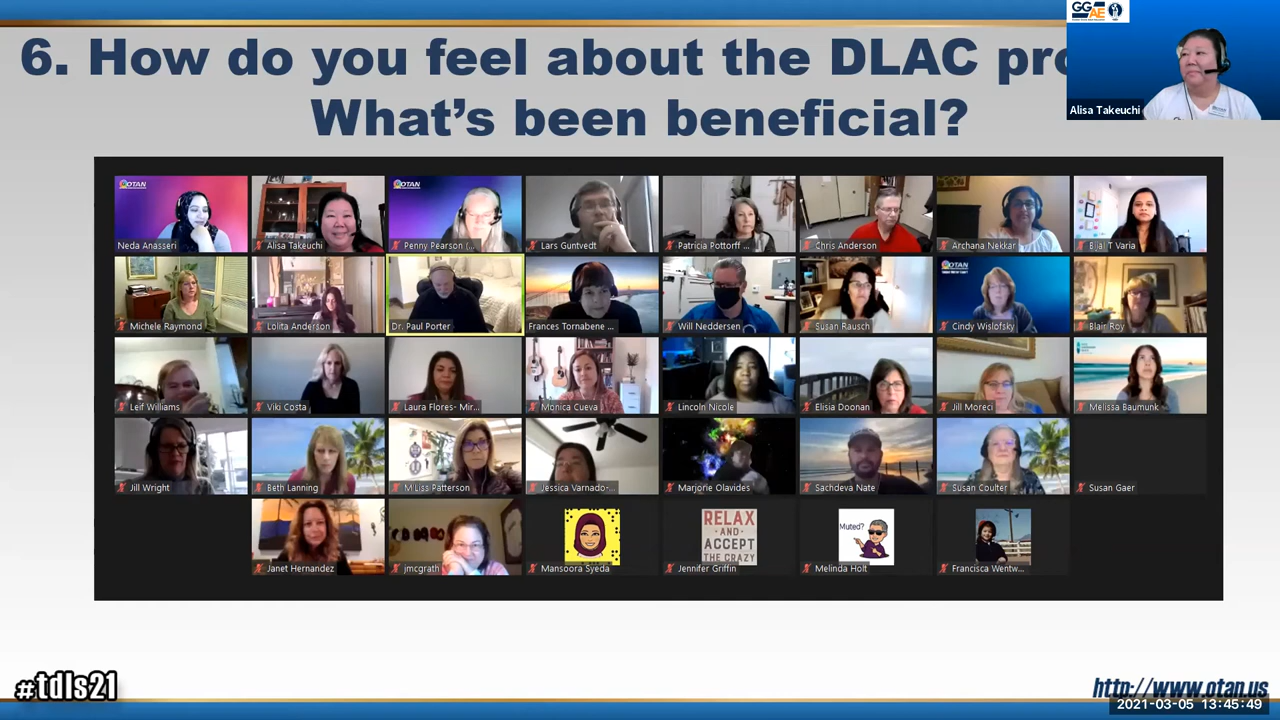 6. How do you feel about the DLAC pro
What's been beneficial?
GG
AE
Alisa Takeuchi
OTAN
OTAN
Neda Anasseri
Alisa Takeuchi
Penny Pearson (...
Lars Guntvedt
Patricia Pottorff ...
Chris Anderson
Archana Nekkar
Bijal T Varia
OTAN
Michele Raymond
Lolita Anderson
Dr. Paul Porter
Frances Tornabene ...
Will Neddersen
Susan Rausch
Cindy Wislofsky
Blair Roy
Leif Williams
Viki Costa
Laura Flores- Mir...
Monica Cueva
Lincoln Nicole
Elisia Doonan
Jill Moreci
Melissa Baumunk
Jill Wright
Beth Lanning
M'Liss Patterson
Jessica Varnado-...
Marjorie Olavides
Sachdeva Nate
Susan Coulter
Susan Gaer
RELAX
-AND-
ACCEPT
THE CRAZY
Muted?
Janet Hernandez
jmcgrath
Mansoora Syeda
Jennifer Griffin
Melinda Holt
Francisca Wentw...
#tdls21
http://www.otan.us
2021-03-05 13:45:49